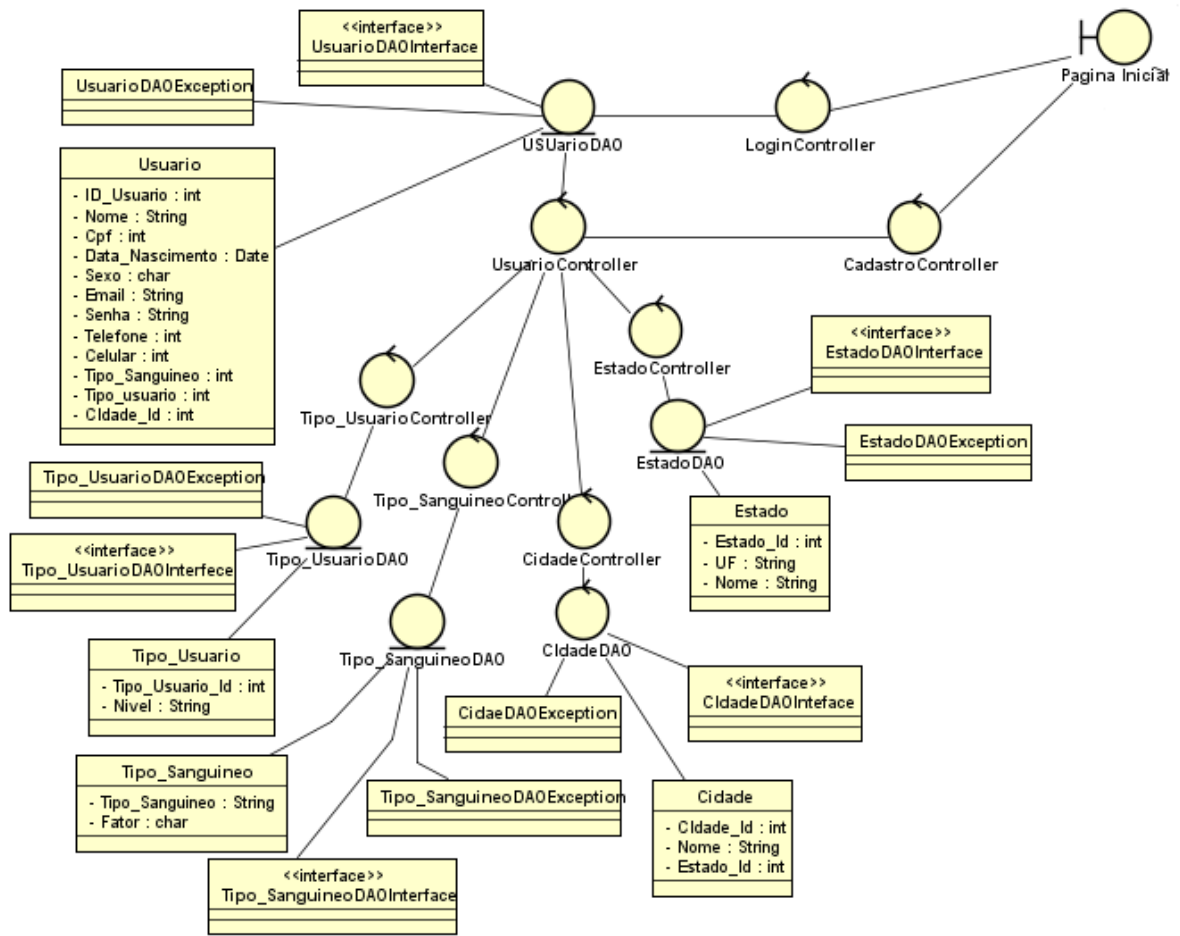 <<interface>>
UsuarioDAOInterface
Pagina Inicial
UsuarioDAOException
USUarioDAO
LoginController
Usuario
- ID_Usuario : int
- Nome : String
- Cpf : int
- Data_Nascimento : Date
- Sexo : char
- Email : String
- Senha : String
- Telefone : int
- Celular : int
- Tipo_Sanguineo : int
- Tipo_usuario : int
- CIdade_Id : int
UsuarioController
CadastroController
<<interface>>
EstadoDAOInterface
EstadoController
Tipo_UsuarioController
EstadoDAOException
EstadoDAO
Tipo_UsuarioDAOException
Tipo_SanguineoController
Estado
- Estado_Id : int
- UF : String
- Nome : String
<<interface>>
Tipo_UsuarioDAOInterfece
Tipo_UsuarioDAO
CidadeController
Tipo_Usuario
- Tipo_Usuario_Id : int
- Nivel : String
Tipo_SanguineoDAO
CIdadeDAO
<<interface>>
CIdadeDAOInteface
CidaeDAOException
Tipo_Sanguineo
- Tipo_Sanguineo : String
- Fator : char
Tipo_SanguineoDAOException
Cidade
- CIdade_Id : int
- Nome : String
- Estado_Id : int
<<interface>>
Tipo_SanguineoDAOInterface